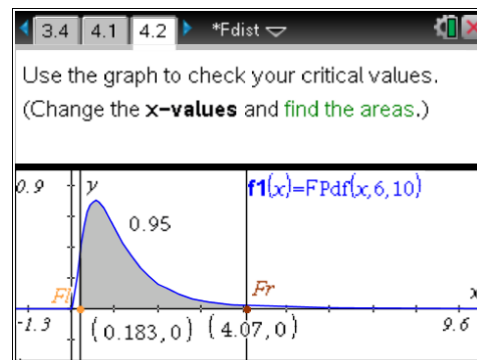 3.4 4.1 4.2 *Fdist
Use the graph to check your critical values.
(Change the x-values and find the areas.)
0.9 y f1(x)=FPdf(x,6,10)
0.95
Fl Fr x
-1.3 (0.183,0) (4.07,0) 9.6